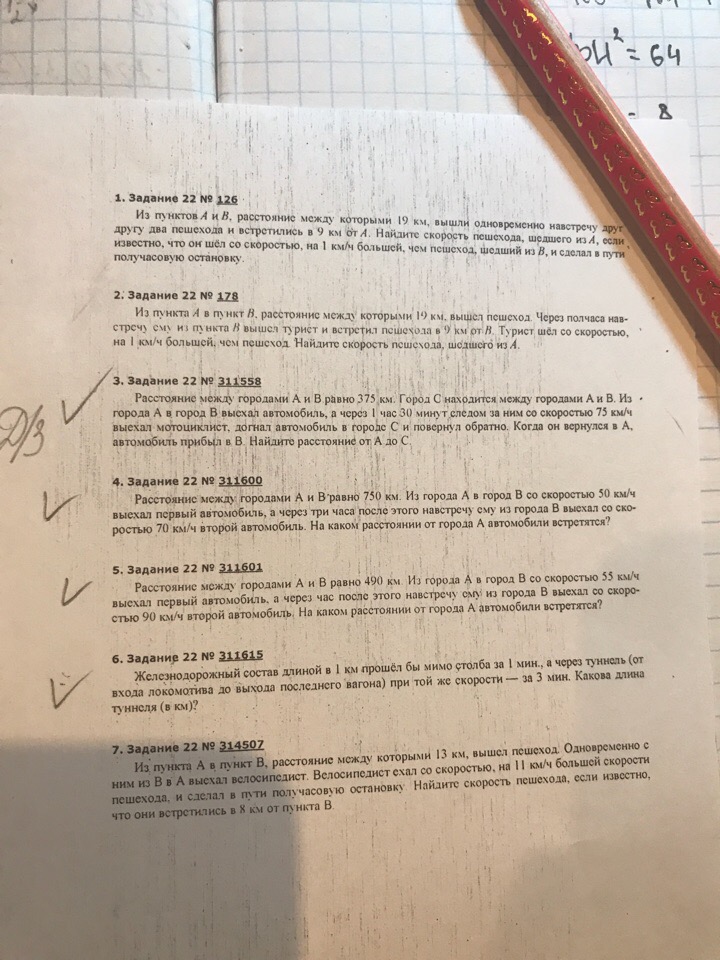 ОН² = 64
8
1. Задание 22 № 126
Из пунктов А и В, расстояние между которыми 19 км, вышли одновременно навстречу друг
другу два пешехода и встретились в 9 км от А. Найдите скорость пешехода, шедшего из А, если
известно, что он шёл со скоростью, на 1 км/ч большей, чем пешеход, шедший из В, и сделал в пути
получасовую остановку.
2. Задание 22 № 178
Из пункта А в пункт В, расстояние между которыми 19 км, вышел пешеход. Через полчаса нав-
стречу ему из пункта В вышел турист и встретил пешехода в 9 км от В. Турист шёл со скоростью,
на 1 км/ч большей, чем пешеход. Найдите скорость пешехода, шедшего из А.
3. Задание 22 № 311558
Расстояние между городами А и В равно 375 км. Город С находится между городами А и В. Из
города А в город В выехал автомобиль, а через 1 час 30 минут следом за ним со скоростью 75 км/ч
выехал мотоциклист, догнал автомобиль в городе С и повернул обратно. Когда он вернулся в А,
автомобиль прибыл в В. Найдите расстояние от А до С.
Д/З
4. Задание 22 № 311600
Расстояние между городами А и В равно 750 км. Из города А в город В со скоростью 50 км/ч
выехал первый автомобиль, а через три часа после этого навстречу ему из города В выехал со ско-
ростью 70 км/ч второй автомобиль. На каком расстоянии от города А автомобили встретятся?
5. Задание 22 № 311601
Расстояние между городами А и В равно 490 км. Из города А в город В со скоростью 55 км/ч
выехал первый автомобиль, а через час после этого навстречу ему из города В выехал со скоро-
стью 90 км/ч второй автомобиль. На каком расстоянии от города А автомобили встретятся?
6. Задание 22 № 311615
Железнодорожный состав длиной в 1 км прошёл бы мимо столба за 1 мин., а через туннель (от
входа локомотива до выхода последнего вагона) при той же скорости — за 3 мин. Какова длина
туннеля (в км)?
7. Задание 22 № 314507
Из пункта А в пункт В, расстояние между которыми 13 км, вышел пешеход. Одновременно с
ним из В в А выехал велосипедист. Велосипедист ехал со скоростью, на 11 км/ч большей скорости
пешехода, и сделал в пути получасовую остановку. Найдите скорость пешехода, если известно,
что они встретились в 8 км от пункта В.